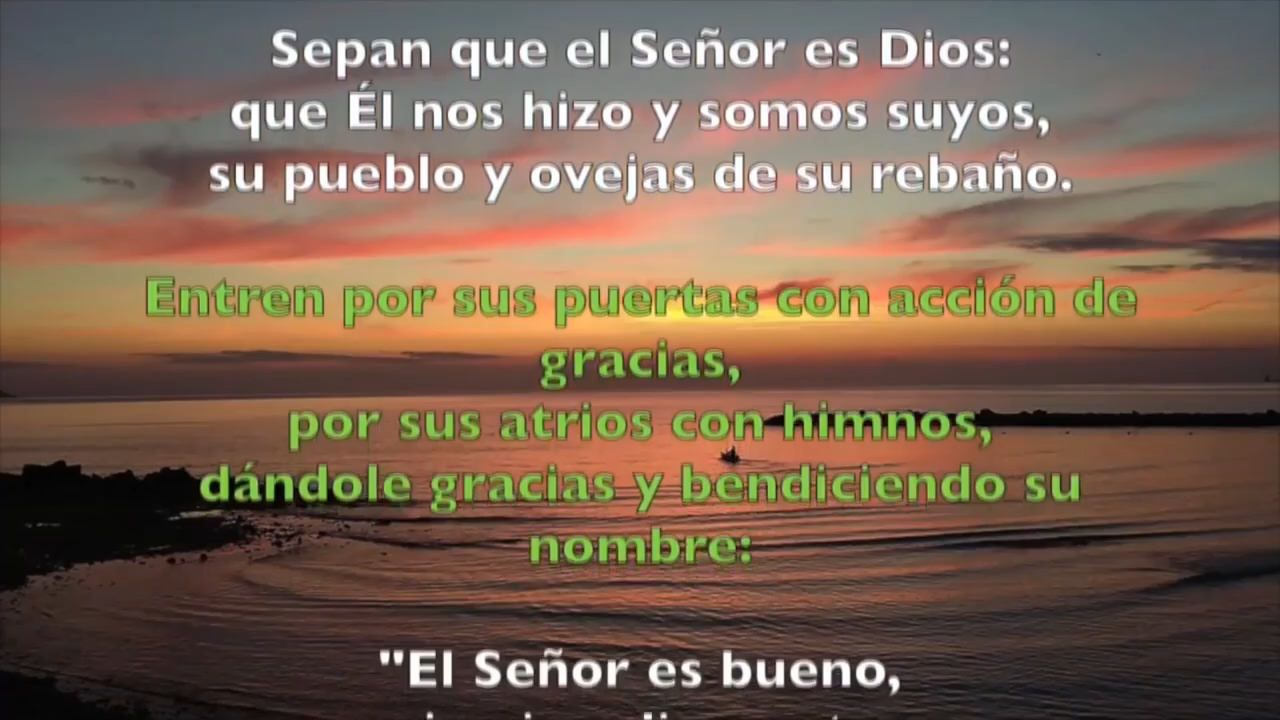 Sepan que el Señor es Dios:
que Él nos hizo y somos suyos,
su pueblo y ovejas de su rebaño.
Entren por sus puertas con acción de
gracias,
por sus atrios con himnos,
dándole gracias y bendiciendo su
nombre:
"El Señor es bueno,